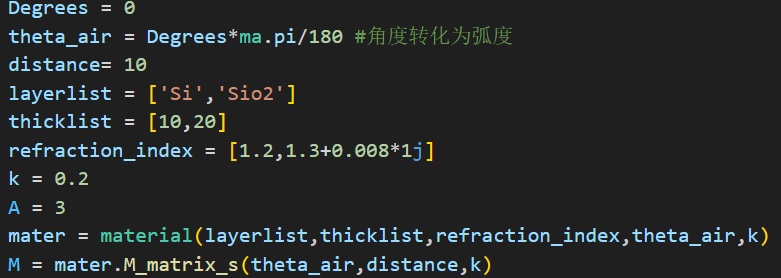 Degrees = 0
theta_air = Degrees*ma.pi/180 #角度转化为弧度
distance= 10
layerlist = ['Si','Sio2']
thicklist = [10,20]
refraction_index = [1.2,1.3+0.008*1j]
k = 0.2
A = 3
mater = material(layerlist,thicklist,refraction_index,theta_air,k)
M = mater.M_matrix_s(theta_air,distance,k)